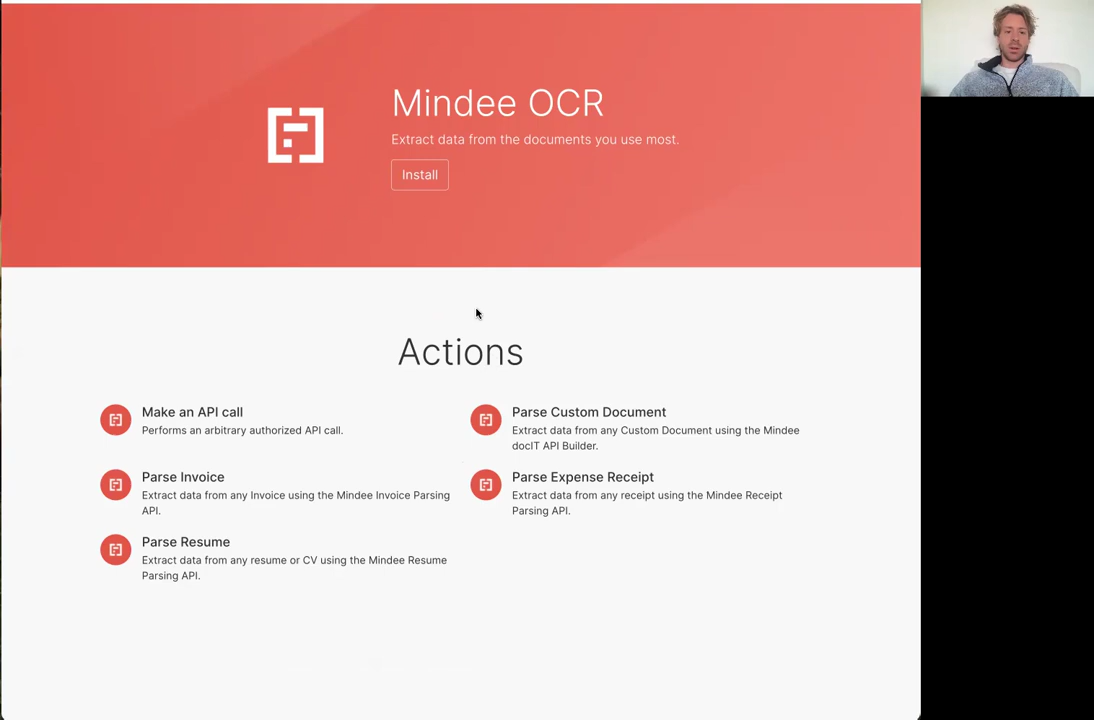 Mindee OCR
Extract data from the documents you use most.
Install
Actions
Make an API call
Performs an arbitrary authorized API call.
Parse Custom Document
Extract data from any Custom Document using the Mindee
docIT API Builder.
Parse Invoice
Extract data from any Invoice using the Mindee Invoice Parsing
API.
Parse Expense Receipt
Extract data from any receipt using the Mindee Receipt
Parsing API.
Parse Resume
Extract data from any resume or CV using the Mindee Resume
Parsing API.